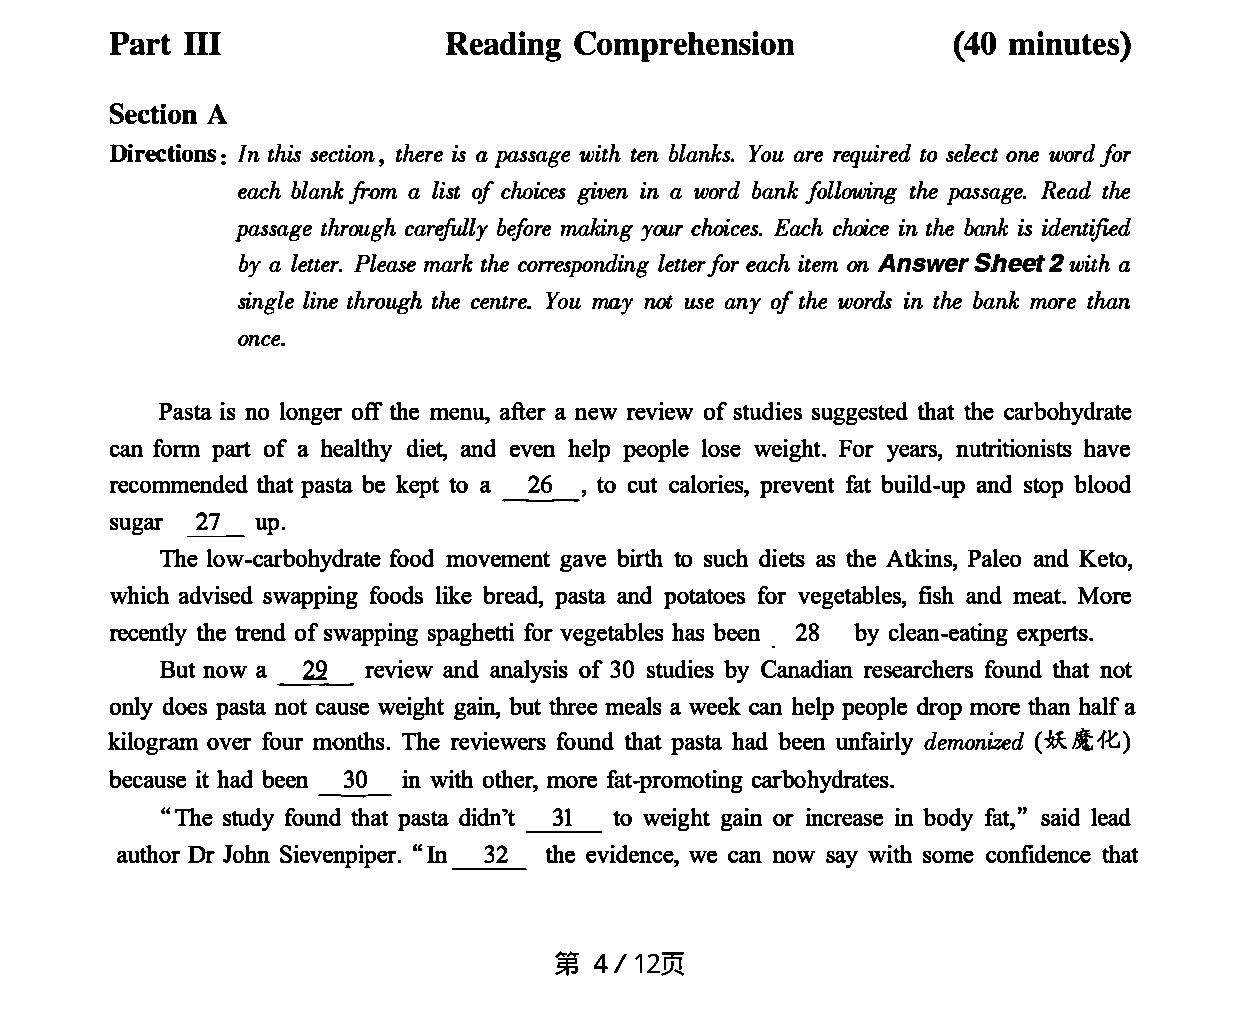 Part III Reading Comprehension (40 minutes)
Section A
Directions: In this section, there is a passage with ten blanks. You are required to select one word for
each blank from a list of choices given in a word bank following the passage. Read the
passage through carefully before making your choices. Each choice in the bank is identified
by a letter. Please mark the corresponding letter for each item on Answer Sheet 2 with a
single line through the centre. You may not use any of the words in the bank more than
once.
Pasta is no longer off the menu, after a new review of studies suggested that the carbohydrate
can form part of a healthy diet, and even help people lose weight. For years, nutritionists have
recommended that pasta be kept to a 26 , to cut calories, prevent fat build-up and stop blood
sugar 27 up.
The low-carbohydrate food movement gave birth to such diets as the Atkins, Paleo and Keto,
which advised swapping foods like bread, pasta and potatoes for vegetables, fish and meat. More
recently the trend of swapping spaghetti for vegetables has been 28 by clean-eating experts.
But now a 29 review and analysis of 30 studies by Canadian researchers found that not
only does pasta not cause weight gain, but three meals a week can help people drop more than half a
kilogram over four months. The reviewers found that pasta had been unfairly demonized (妖魔化)
because it had been 30 in with other, more fat-promoting carbohydrates.
“The study found that pasta didn’t 31 to weight gain or increase in body fat,” said lead
author Dr John Sievenpiper. “In 32 the evidence, we can now say with some confidence that
第 4 / 12页